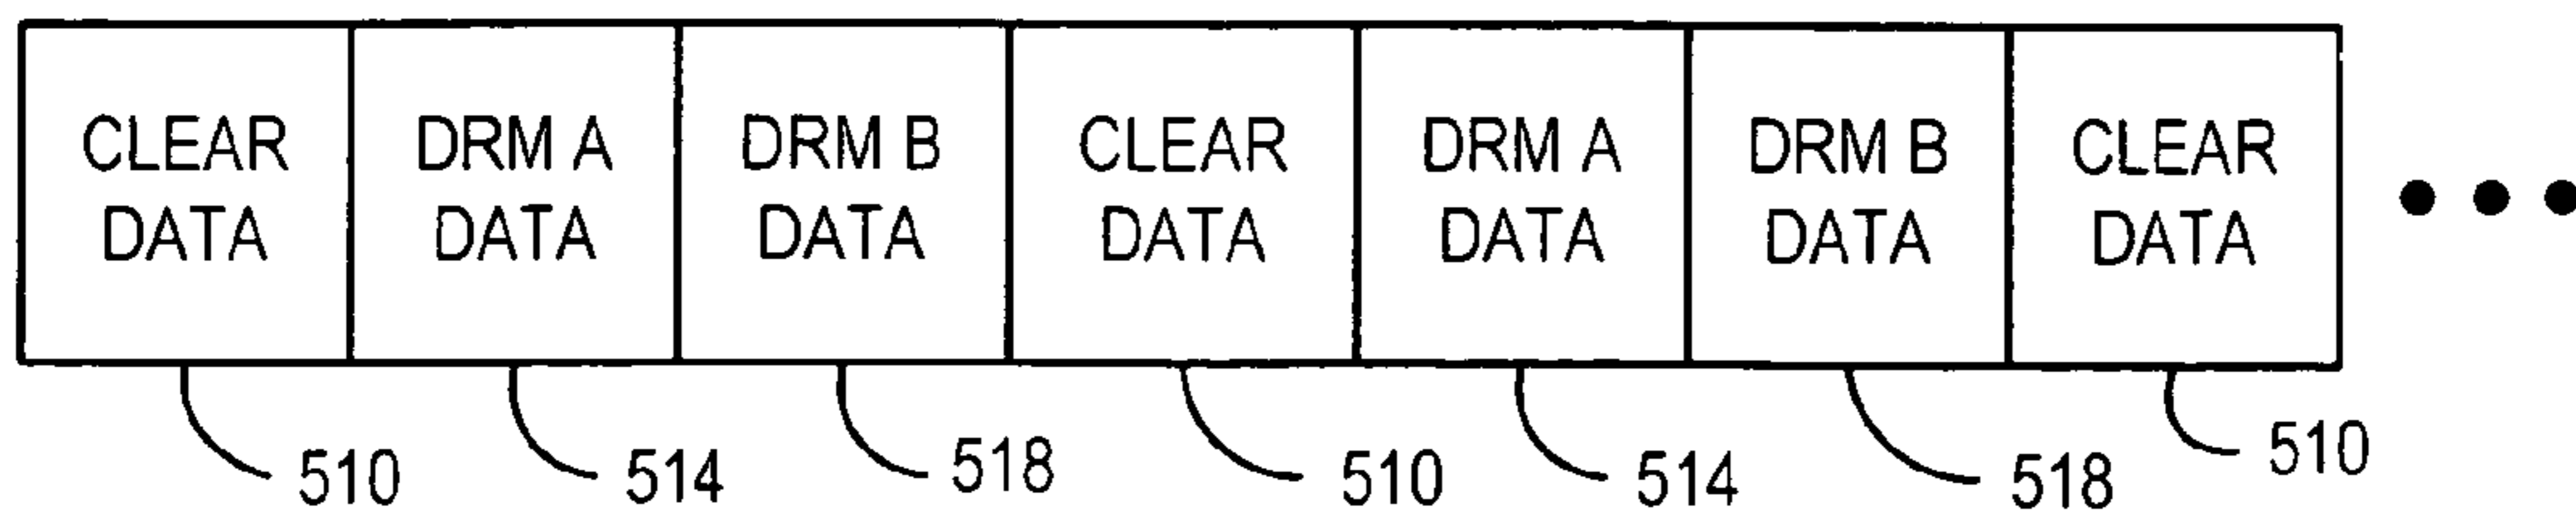 CLEAR DATA
DRM A DATA
DRM B DATA
CLEAR DATA
DRM A DATA
DRM B DATA
CLEAR DATA
510
514
518
510
514
518
510